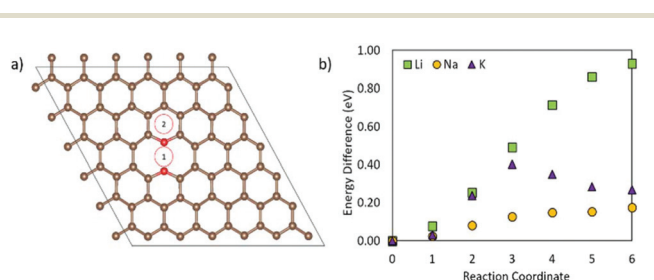 a)
2
1
b)
Energy Difference (eV)
1.00
0.80
0.60
0.40
0.20
0.00
Li Na K
0 1 2 3 4 5 6
Reaction Coordinate